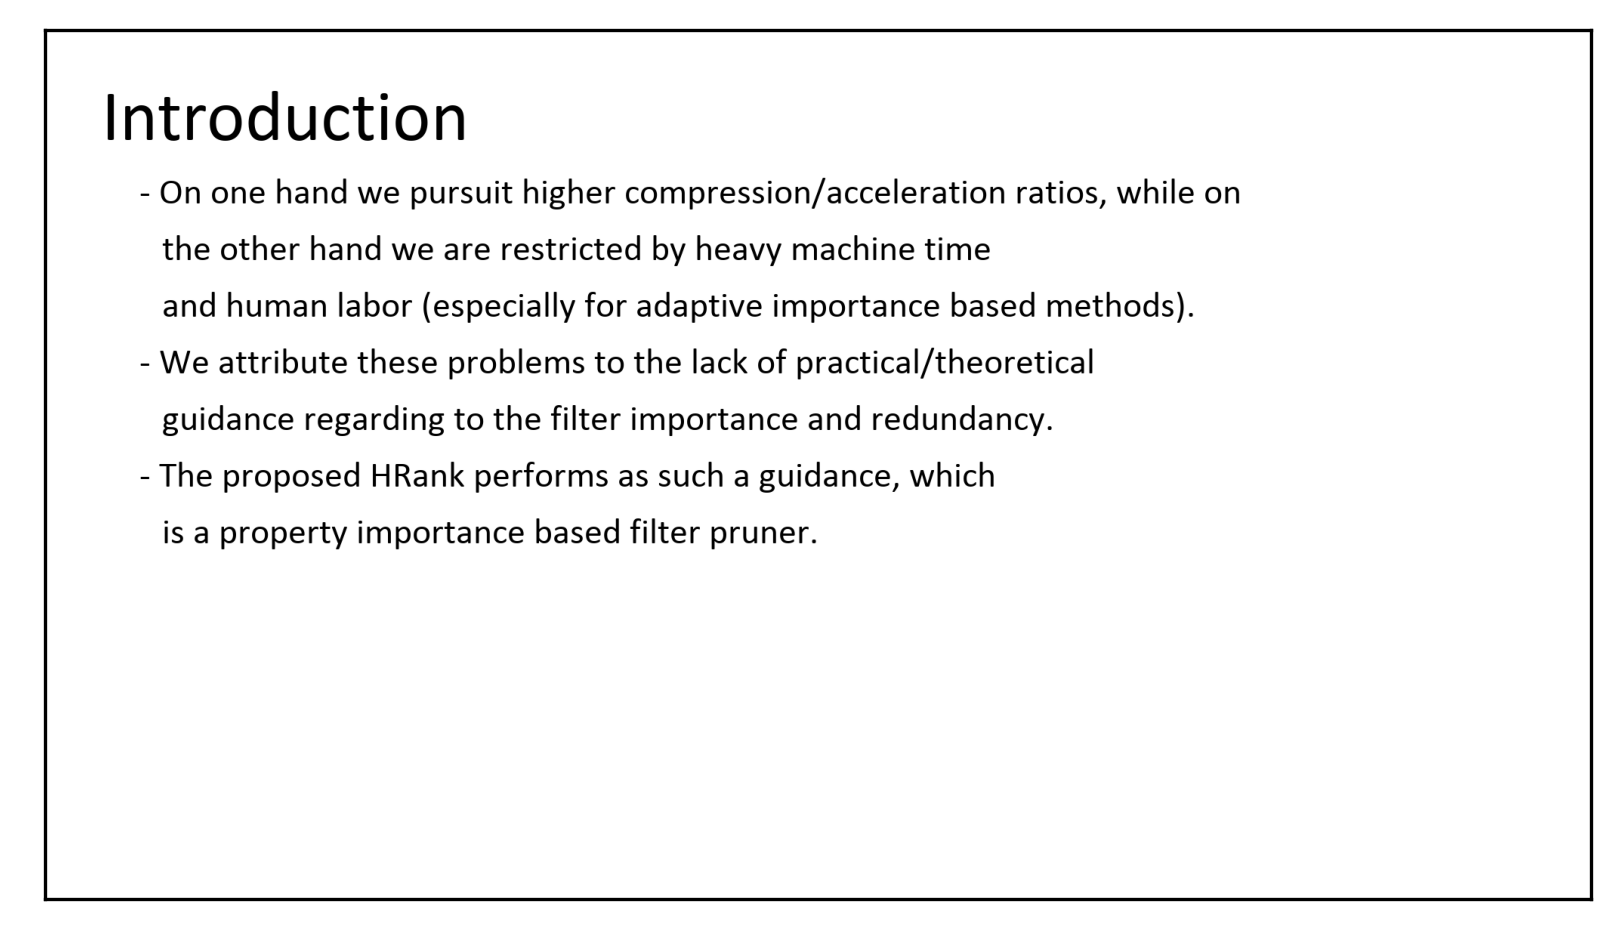 Introduction
- On one hand we pursuit higher compression/acceleration ratios, while on
the other hand we are restricted by heavy machine time
and human labor (especially for adaptive importance based methods).
- We attribute these problems to the lack of practical/theoretical
guidance regarding to the filter importance and redundancy.
- The proposed HRank performs as such a guidance, which
is a property importance based filter pruner.